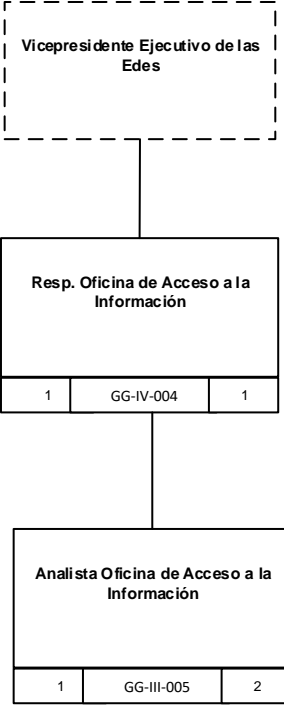 Vicepresidente Ejecutivo de las
Edes
Resp. Oficina de Acceso a la
Información
1 GG-IV-004 1
Analista Oficina de Acceso a la
Información
1 GG-III-005 2